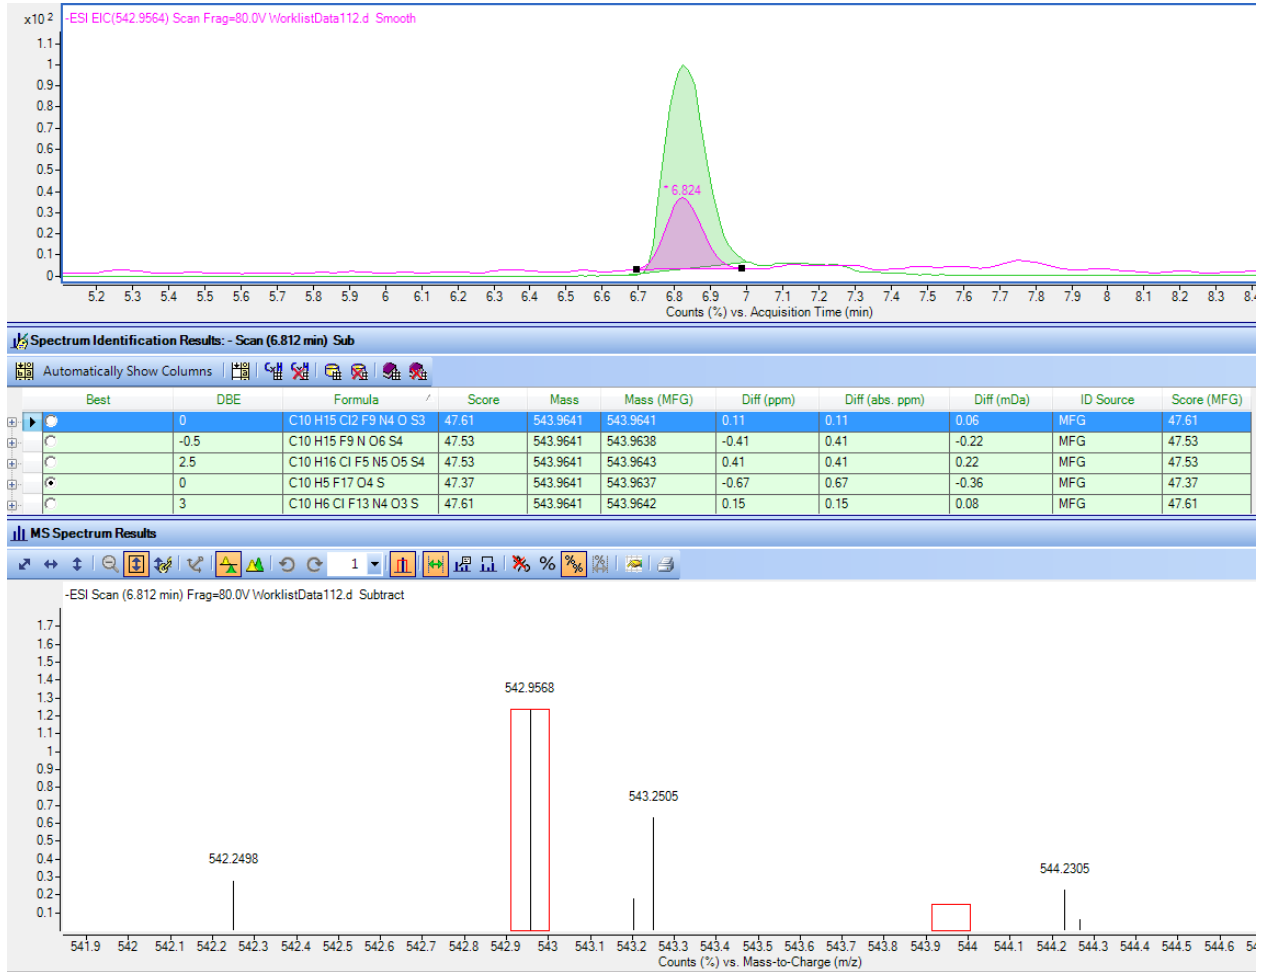 x10 2 -ESI EIC(542.9564) Scan Frag=80.0V WorklistData112.d Smooth
1.1
1
0.9
0.8
0.7
0.6
0.5
0.4
0.3
0.2
0.1
0
* 6.824
5.2 5.3 5.4 5.5 5.6 5.7 5.8 5.9 6 6.1 6.2 6.3 6.4 6.5 6.6 6.7 6.8 6.9 7 7.1 7.2 7.3 7.4 7.5 7.6 7.7 7.8 7.9 8 8.1 8.2 8.3 8.4
Counts (%) vs. Acquisition Time (min)
Spectrum Identification Results: - Scan (6.812 min) Sub
Automatically Show Columns
Best DBE Formula Score Mass Mass (MFG) Diff (ppm) Diff (abs. ppm) Diff (mDa) ID Source Score (MFG)
0 C10 H15 Cl2 F9 N4 O S3 47.61 543.9641 543.9641 0.11 0.11 0.06 MFG 47.61
-0.5 C10 H15 F9 N O6 S4 47.53 543.9641 543.9638 -0.41 0.41 -0.22 MFG 47.53
2.5 C10 H16 Cl F5 N5 O5 S4 47.53 543.9641 543.9643 0.41 0.41 0.22 MFG 47.53
0 C10 H5 F17 O4 S 47.37 543.9641 543.9637 -0.67 0.67 -0.36 MFG 47.37
3 C10 H6 Cl F13 N4 O3 S 47.61 543.9641 543.9642 0.15 0.15 0.08 MFG 47.61
MS Spectrum Results
1 % %
-ESI Scan (6.812 min) Frag=80.0V WorklistData112.d Subtract
1.7
1.6
1.5
1.4
1.3
1.2
1.1
1
0.9
0.8
0.7
0.6
0.5
0.4
0.3
0.2
0.1
542.9568
543.2505
542.2498
544.2305
541.9 542 542.1 542.2 542.3 542.4 542.5 542.6 542.7 542.8 542.9 543 543.1 543.2 543.3 543.4 543.5 543.6 543.7 543.8 543.9 544 544.1 544.2 544.3 544.4 544.5 544.6
Counts (%) vs. Mass-to-Charge (m/z)